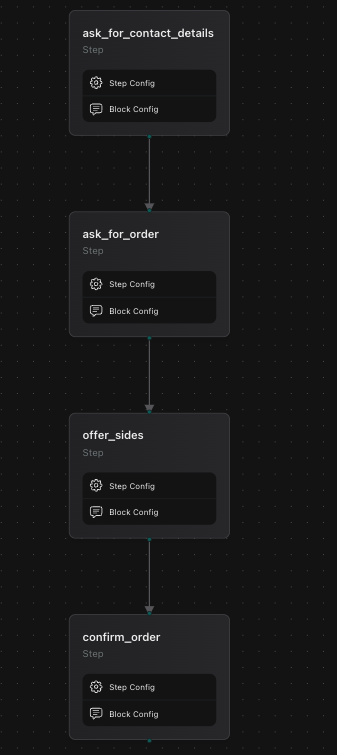 ask_for_contact_details
Step
Step Config
Block Config
ask_for_order
Step
Step Config
Block Config
offer_sides
Step
Step Config
Block Config
confirm_order
Step
Step Config
Block Config